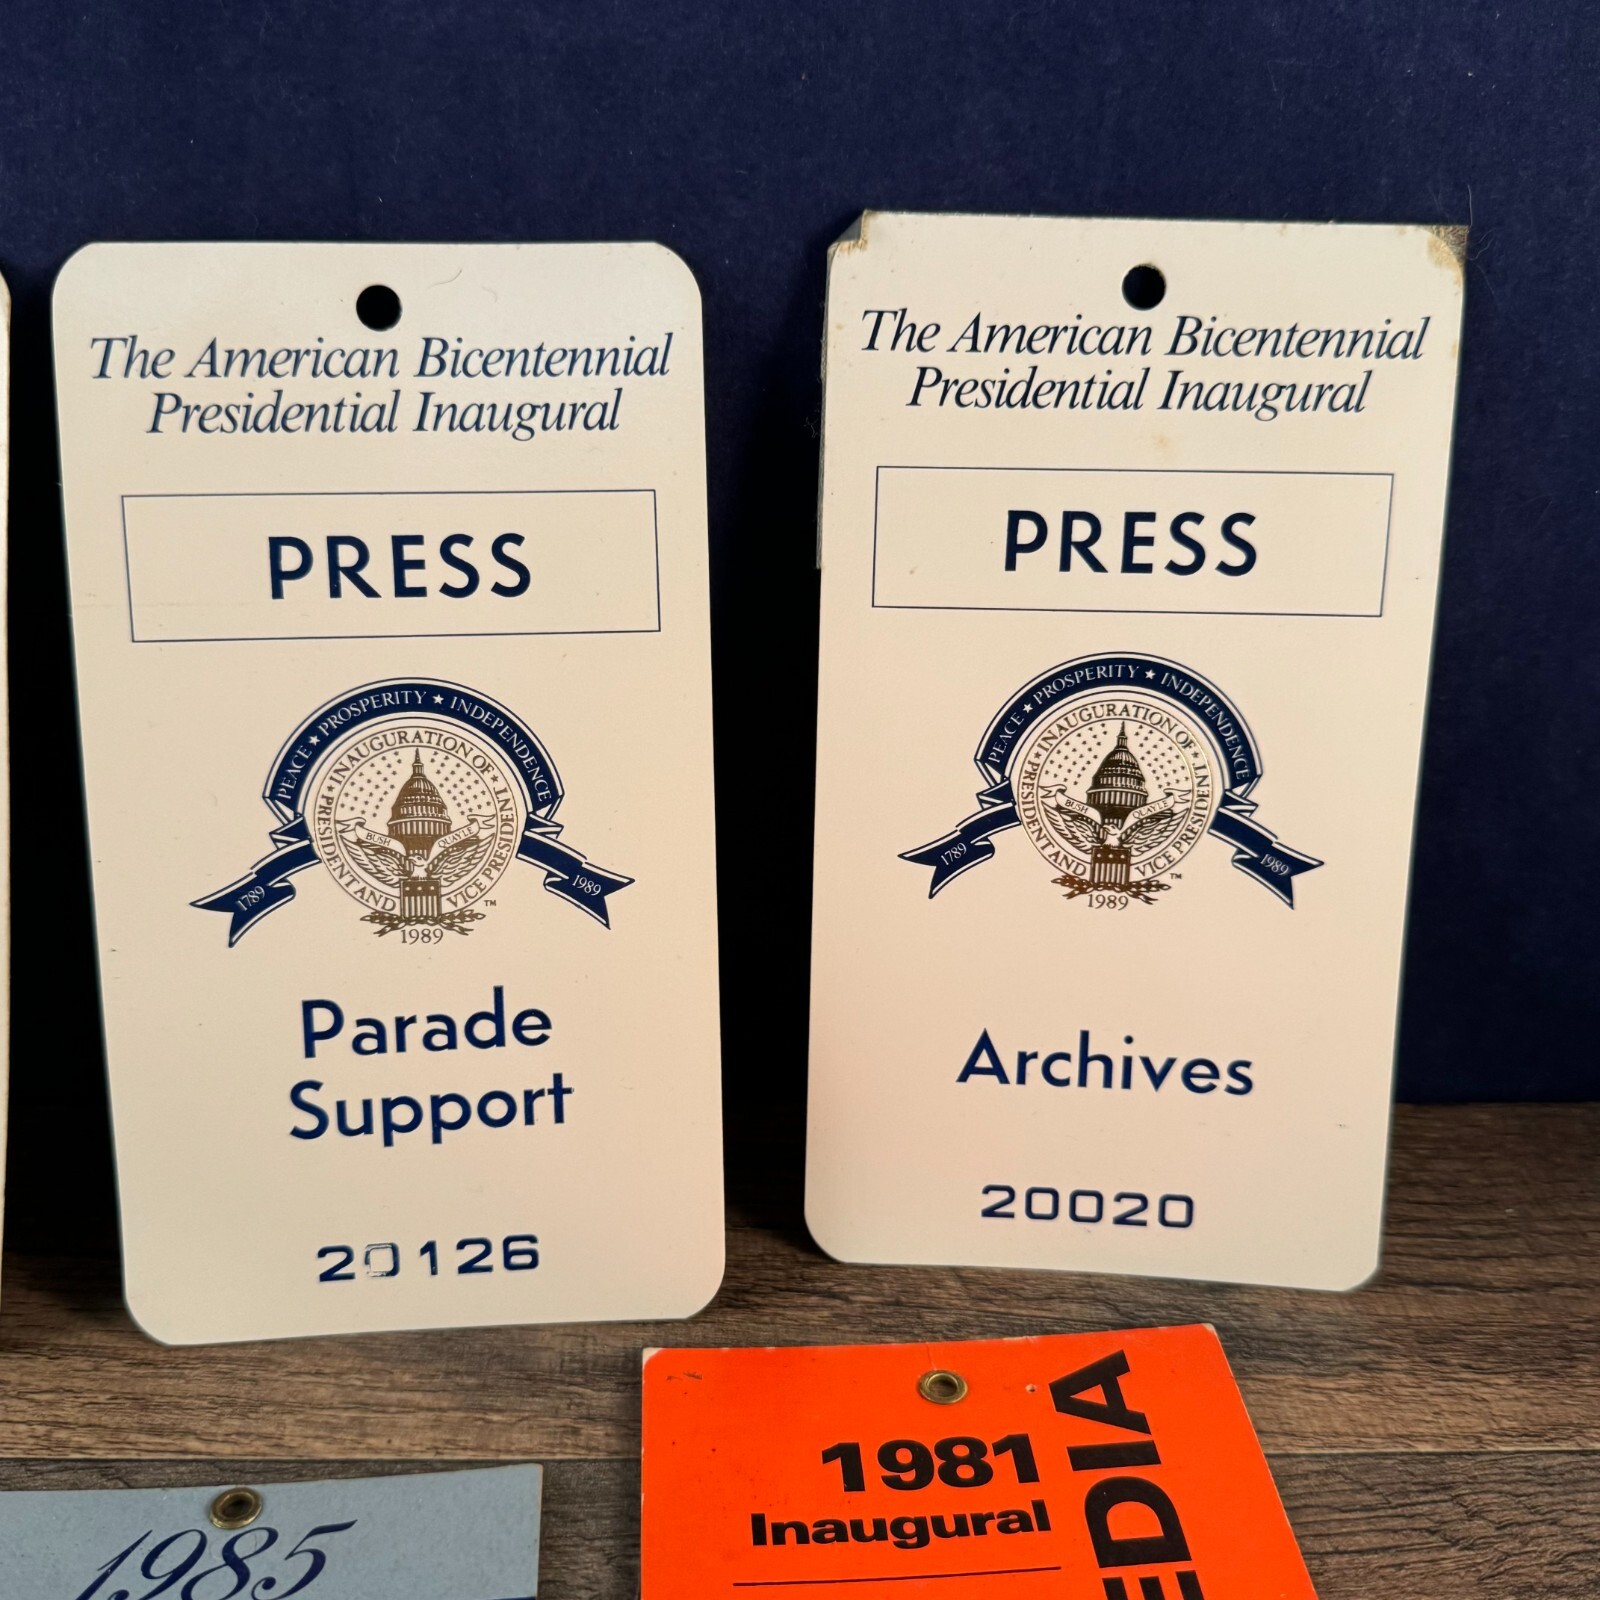 The American Bicentennial
Presidential Inaugural
PRESS
PEACE ★ PROSPERITY ★ INDEPENDENCE
★ INAUGURATION OF ★
PRESIDENT AND VICE PRESIDENT
BUSH QUAYLE
1789 1989
TM
1989
Parade
Support
20126
The American Bicentennial
Presidential Inaugural
PRESS
PEACE ★ PROSPERITY ★ INDEPENDENCE
★ INAUGURATION OF ★
PRESIDENT AND VICE PRESIDENT
BUSH QUAYLE
1789 1989
TM
1989
Archives
20020
1985
1981
Inaugural
EDIA